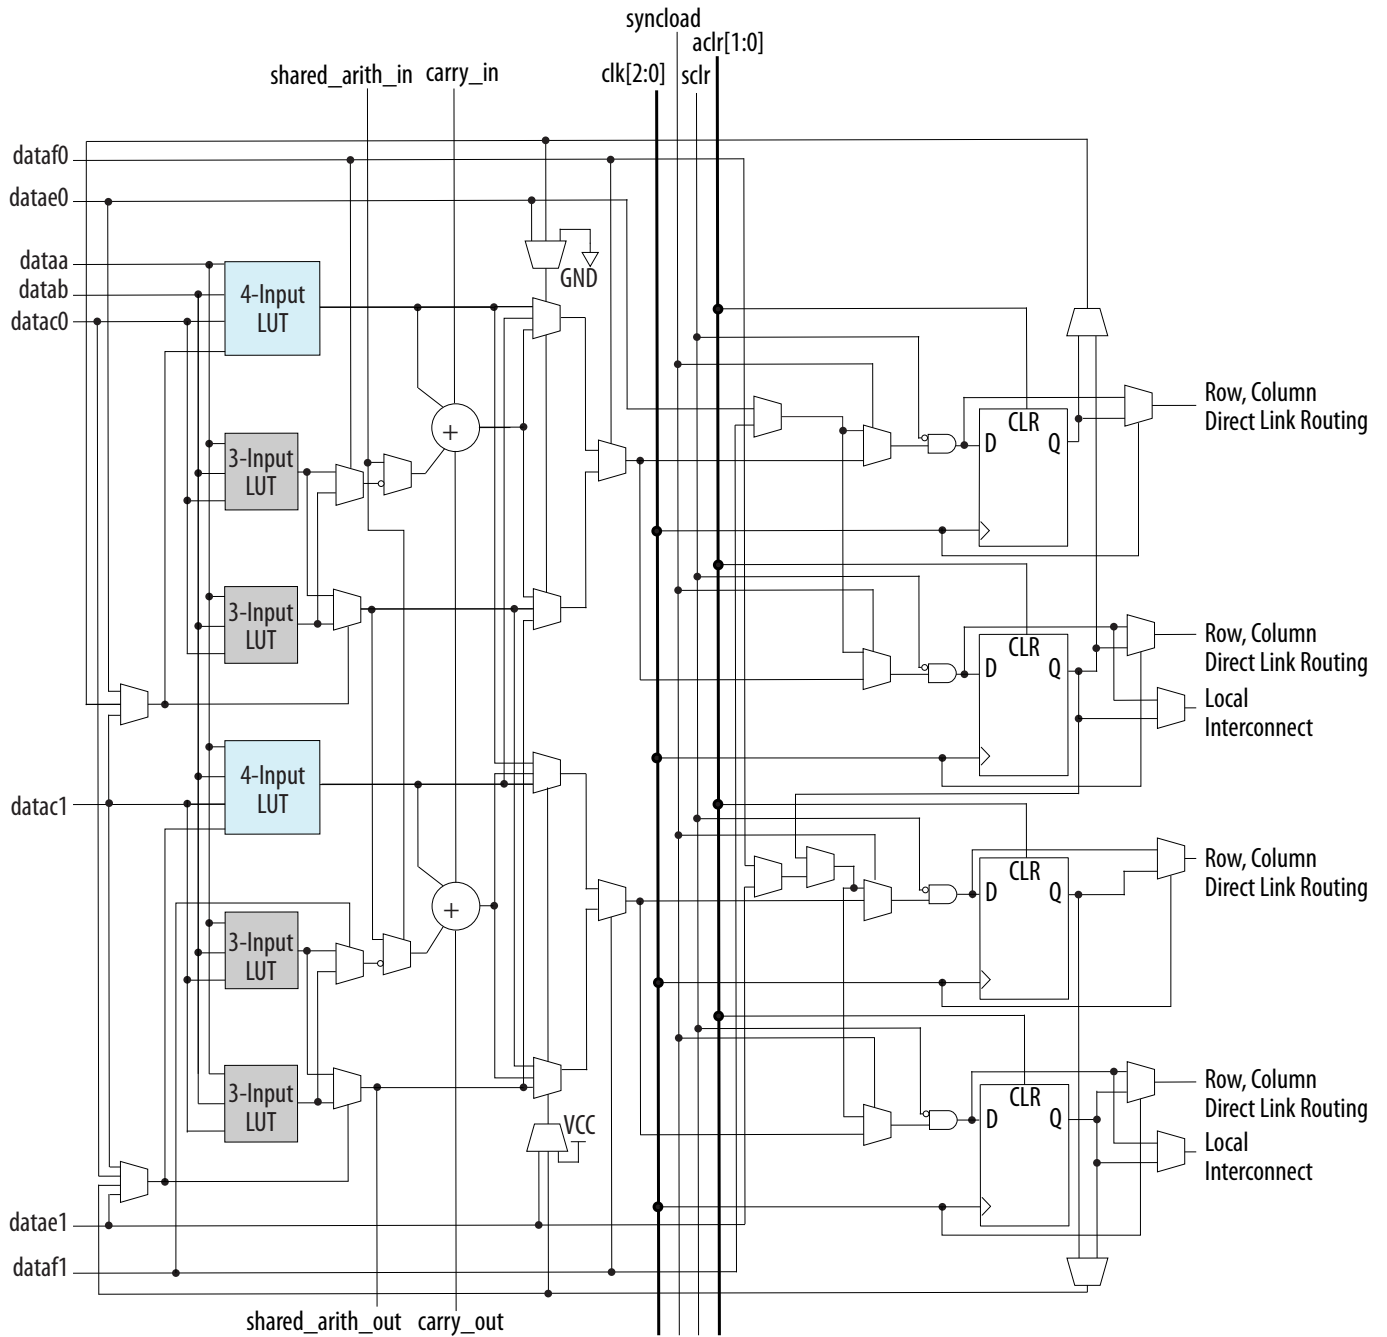 syncload
aclr[1:0]
shared_arith_in
carry_in
clk[2:0]
sclr
dataf0
datae0
dataa
datab
datac0
4-Input
LUT
GND
3-Input
LUT
+
CLR
D
Q
Row, Column
Direct Link Routing
3-Input
LUT
CLR
D
Q
Row, Column
Direct Link Routing
Local
Interconnect
4-Input
LUT
datac1
CLR
D
Q
Row, Column
Direct Link Routing
+
3-Input
LUT
3-Input
LUT
VCC
CLR
D
Q
Row, Column
Direct Link Routing
Local
Interconnect
datae1
dataf1
shared_arith_out
carry_out